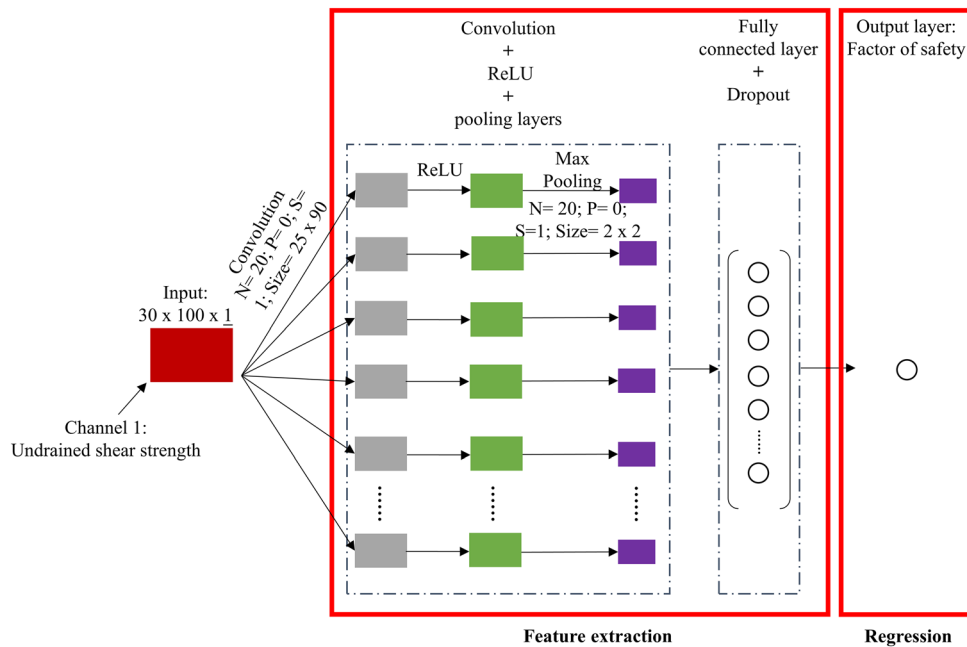 Convolution
+
ReLU
+
pooling layers
Fully
connected layer
+
Dropout
Output layer:
Factor of safety
Convolution
N= 20; P= 0; S=
1; Size= 25 x 90
Input:
30 x 100 x 1
Channel 1:
Undrained shear strength
ReLU
Max
Pooling
N= 20; P= 0;
S=1; Size= 2 x 2
Feature extraction
Regression